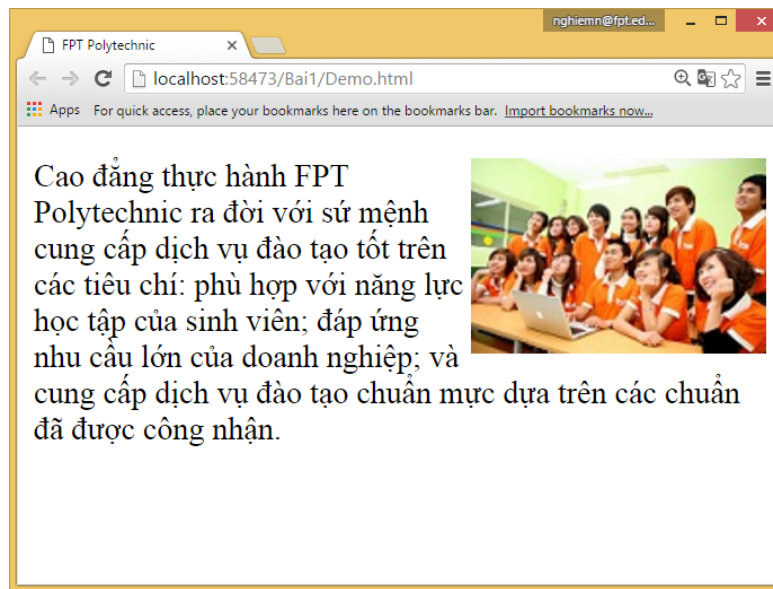 nghiemn@fpt.ed...
FPT Polytechnic
localhost:58473/Bai1/Demo.html
Apps For quick access, place your bookmarks here on the bookmarks bar. Import bookmarks now...
Cao đẳng thực hành FPT
Polytechnic ra đời với sứ mệnh
cung cấp dịch vụ đào tạo tốt trên
các tiêu chí: phù hợp với năng lực
học tập của sinh viên; đáp ứng
nhu cầu lớn của doanh nghiệp; và
cung cấp dịch vụ đào tạo chuẩn mực dựa trên các chuẩn
đã được công nhận.